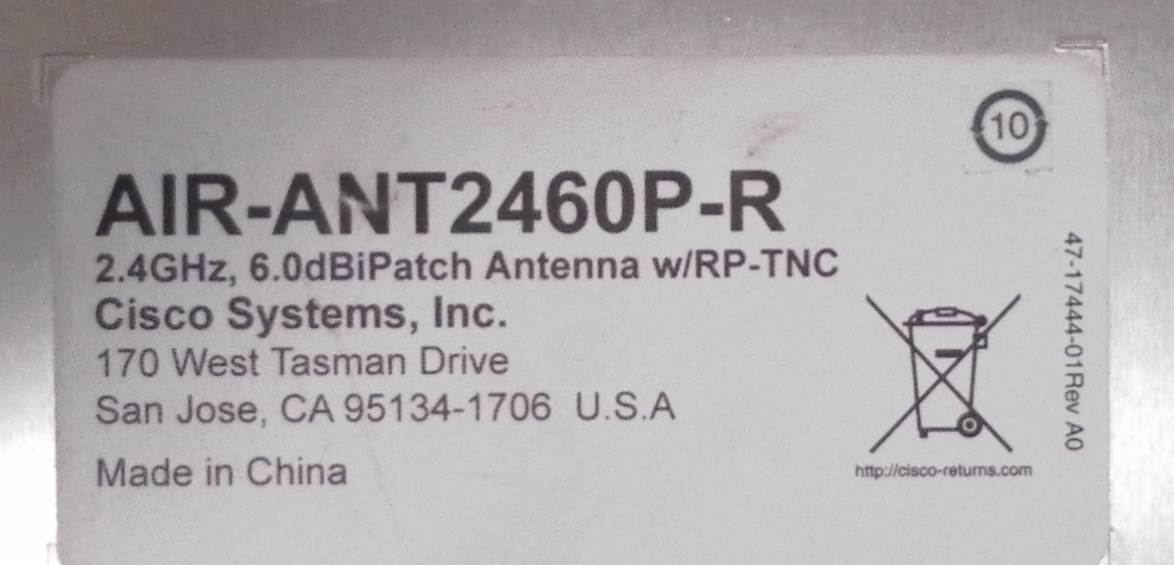 10
AIR-ANT2460P-R
2.4GHz, 6.0dBiPatch Antenna w/RP-TNC
Cisco Systems, Inc.
170 West Tasman Drive
San Jose, CA 95134-1706 U.S.A
Made in China
http://cisco-returns.com
47-17444-01Rev A0